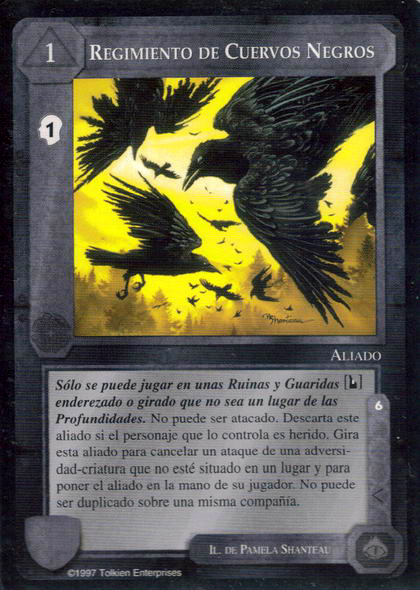 1
REGIMIENTO DE CUERVOS NEGROS
1
PShanteau
ALIADO
Sólo se puede jugar en unas Ruinas y Guaridas []
enderezado o girado que no sea un lugar de las
Profundidades. No puede ser atacado. Descarta este
aliado si el personaje que lo controla es herido. Gira
esta aliado para cancelar un ataque de una adversi-
dad-criatura que no esté situado en un lugar y para
poner el aliado en la mano de su jugador. No puede
ser duplicado sobre una misma compañía.
6
IL. DE PAMELA SHANTEAU
©1997 Tolkien Enterprises